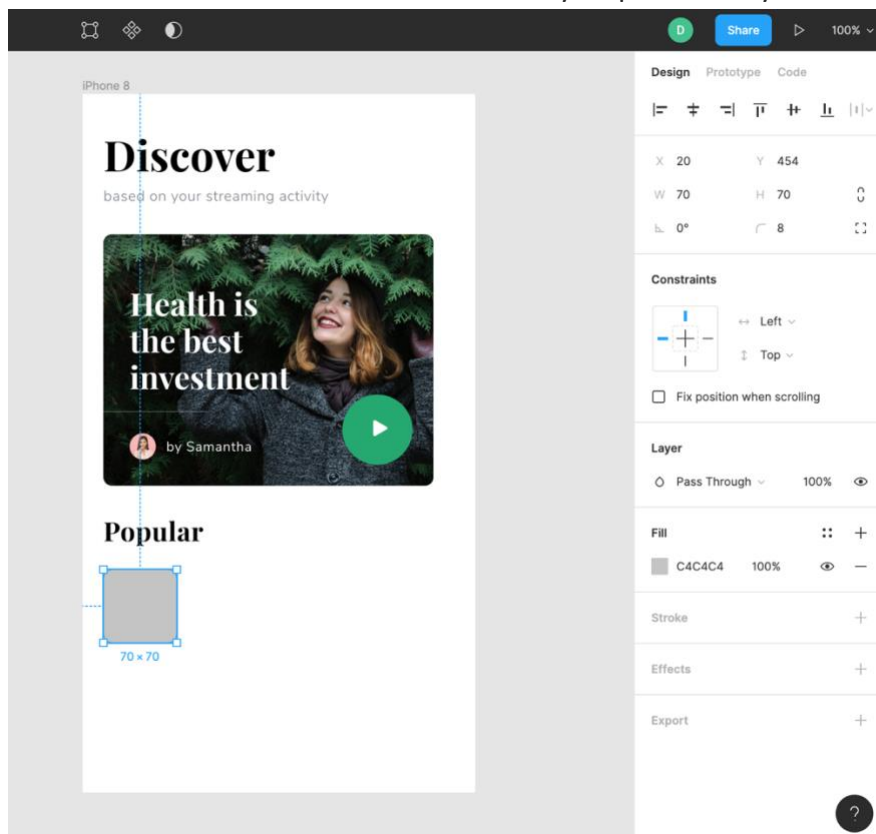 D
Share
100%
Design Prototype Code
iPhone 8
Discover
based on your streaming activity
Health is
the best
investment
by Samantha
Popular
70 × 70
X 20 Y 454
W 70 H 70
0° 8
Constraints
Left
Top
Fix position when scrolling
Layer
Pass Through 100%
Fill
C4C4C4 100%
Stroke
Effects
Export
?